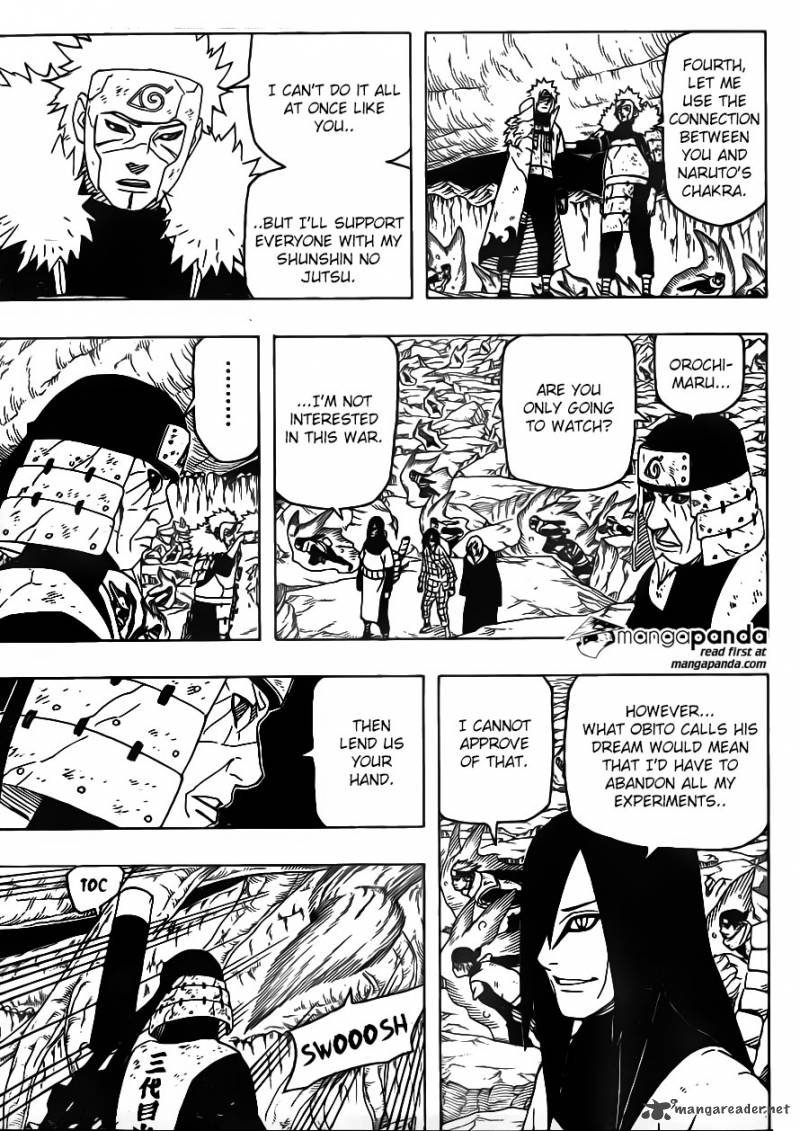 FOURTH,
LET ME
USE THE
CONNECTION
BETWEEN
YOU AND
NARUTO'S
CHAKRA.
I CAN'T DO IT ALL
AT ONCE LIKE
YOU..
..BUT I'LL SUPPORT
EVERYONE WITH MY
SHUNSHIN NO
JUTSU.
OROCHI-
MARU...
ARE YOU
ONLY GOING
TO WATCH?
...I'M NOT
INTERESTED
IN THIS WAR.
........
mangapanda
read first at
mangapanda.com
HOWEVER...
WHAT OBITO CALLS HIS
DREAM WOULD MEAN
THAT I'D HAVE TO
ABANDON ALL MY
EXPERIMENTS..
I CANNOT
APPROVE
OF THAT.
THEN
LEND US
YOUR
HAND.
TOC
SWOOOSH
三代目火
mangareader.net